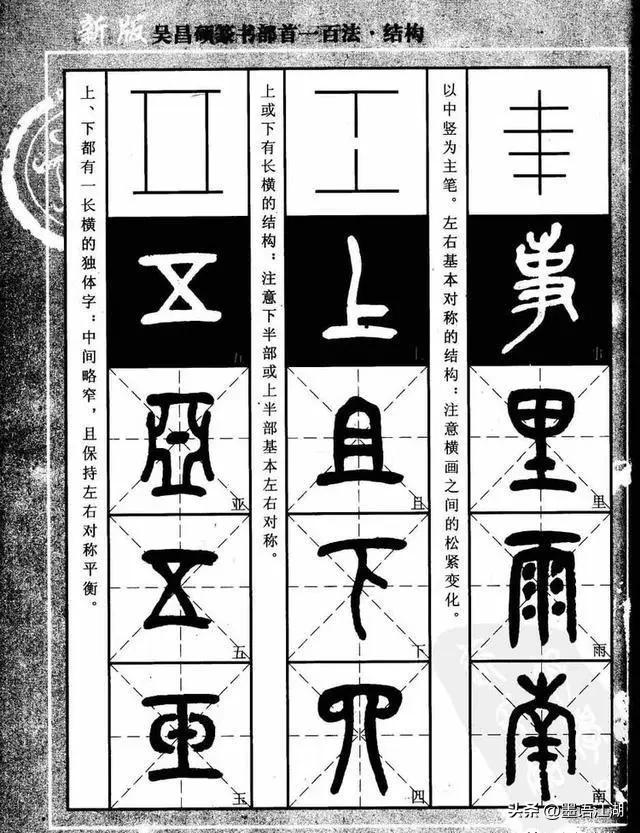 新版 吴昌硕篆书部首一百法·结构
以中竖为主笔。左右基本对称的结构：注意横画之间的松紧变化。
事
里
雨
南
上或下有长横的结构；注意下半部或上半部基本左右对称。
上
且
下
四
上、下都有一长横的独体字；中间略窄，且保持左右对称平衡。
五
亚
五
头条 @墨语江湖